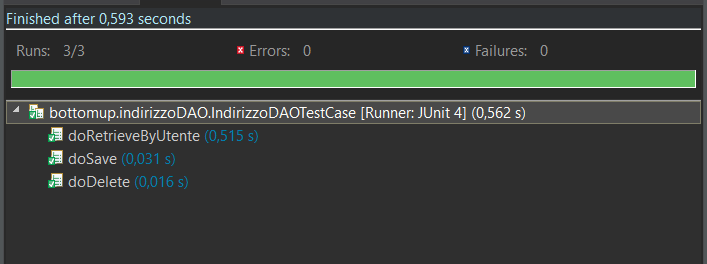 Finished after 0,593 seconds
Runs: 3/3 Errors: 0 Failures: 0
bottomup.indirizzoDAO.IndirizzoDAOTestCase [Runner: JUnit 4] (0,562 s)
doRetrieveByUtente (0,515 s)
doSave (0,031 s)
doDelete (0,016 s)